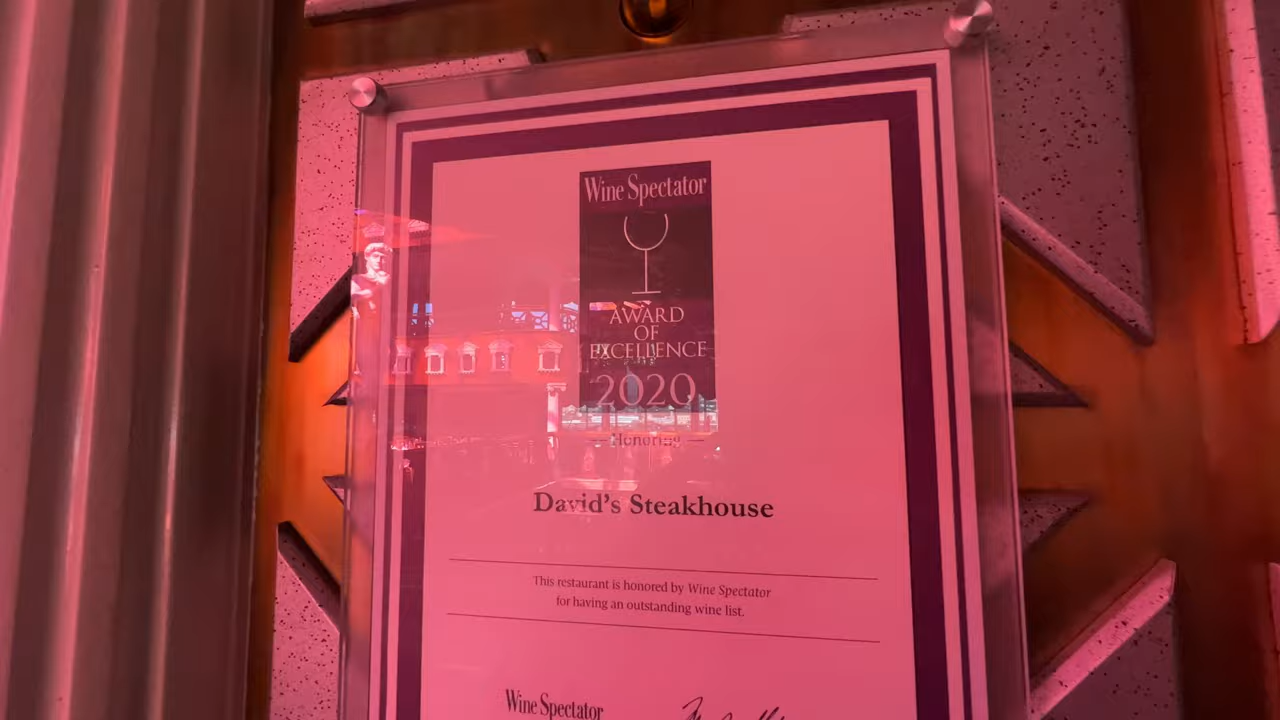 Wine Spectator
AWARD
OF
EXCELLENCE
2020
— Honoring —
David's Steakhouse
This restaurant is honored by Wine Spectator
for having an outstanding wine list.
Wine Spectator